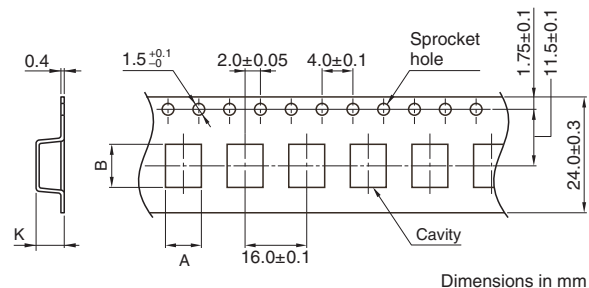 0.4
1.5 +0.1 −0
2.0±0.05
4.0±0.1
Sprocket
hole
1.75±0.1
11.5±0.1
24.0±0.3
B
K
A
16.0±0.1
Cavity
Dimensions in mm